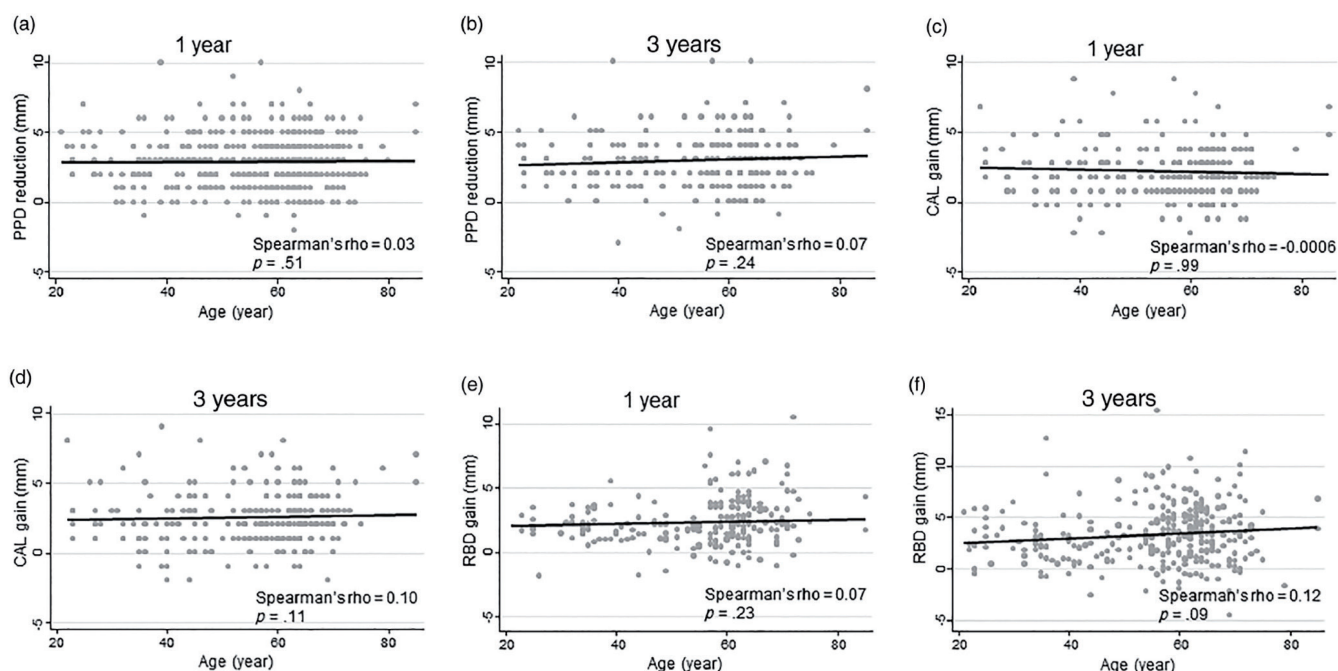 (a)
1 year
PPD reduction (mm)
10
5
0
-5
Spearman's rho = 0.03
p = .51
20 40 60 80
Age (year)
(b)
3 years
PPD reduction (mm)
10
5
0
-5
Spearman's rho = 0.07
p = .24
20 40 60 80
Age (year)
(c)
1 year
CAL gain (mm)
10
5
0
-5
Spearman's rho = -0.0006
p = .99
20 40 60 80
Age (year)
(d)
3 years
CAL gain (mm)
10
5
0
-5
Spearman's rho = 0.10
p = .11
20 40 60 80
Age (year)
(e)
1 year
RBD gain (mm)
10
5
0
-5
Spearman's rho = 0.07
p = .23
20 40 60 80
Age (year)
(f)
3 years
RBD gain (mm)
15
10
5
0
-5
Spearman's rho = 0.12
p = .09
20 40 60 80
Age (year)